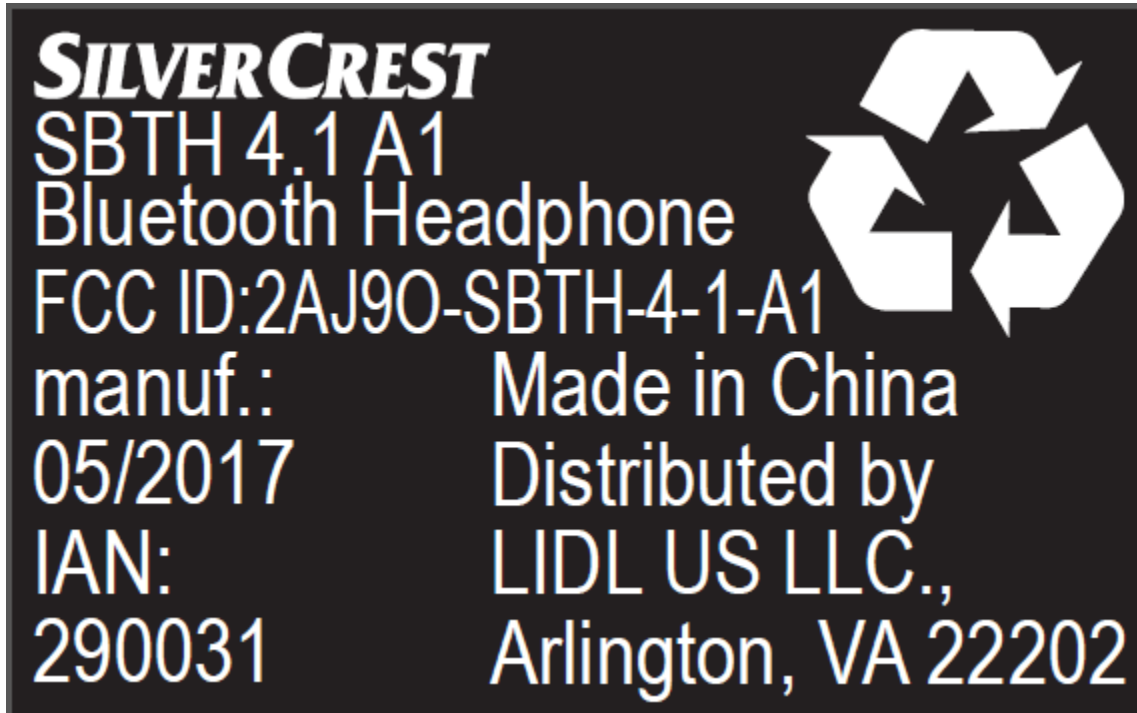 SILVERCREST
SBTH 4.1 A1
Bluetooth Headphone
FCC ID:2AJ9O-SBTH-4-1-A1
manuf.:
05/2017
IAN:
290031
Made in China
Distributed by
LIDL US LLC.,
Arlington, VA 22202